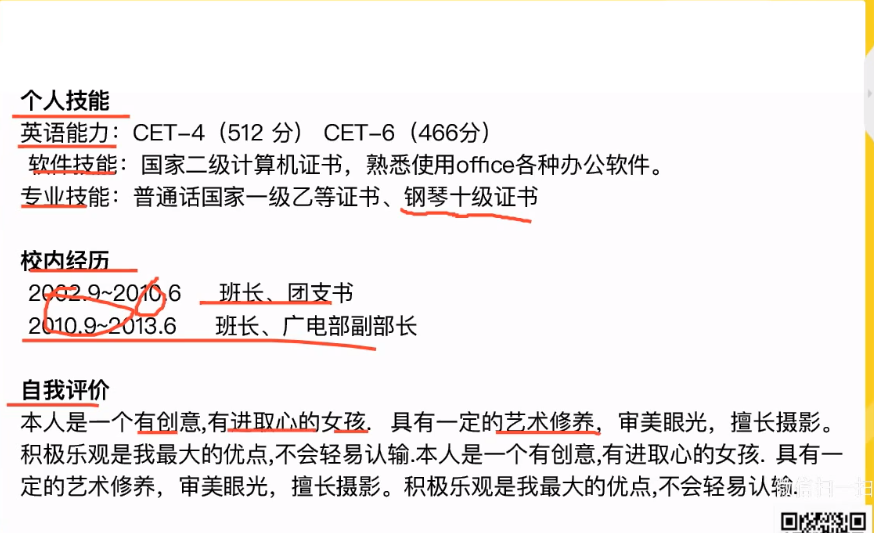 个人技能
英语能力：CET-4（512 分） CET-6（466分）
软件技能：国家二级计算机证书，熟悉使用office各种办公软件。
专业技能：普通话国家一级乙等证书、钢琴十级证书
校内经历
2002.9~2010.6 班长、团支书
2010.9~2013.6 班长、广电部副部长
自我评价
本人是一个有创意,有进取心的女孩. 具有一定的艺术修养，审美眼光，擅长摄影。
积极乐观是我最大的优点,不会轻易认输.本人是一个有创意,有进取心的女孩. 具有一
定的艺术修养，审美眼光，擅长摄影。积极乐观是我最大的优点,不会轻易认输.
微信扫一扫